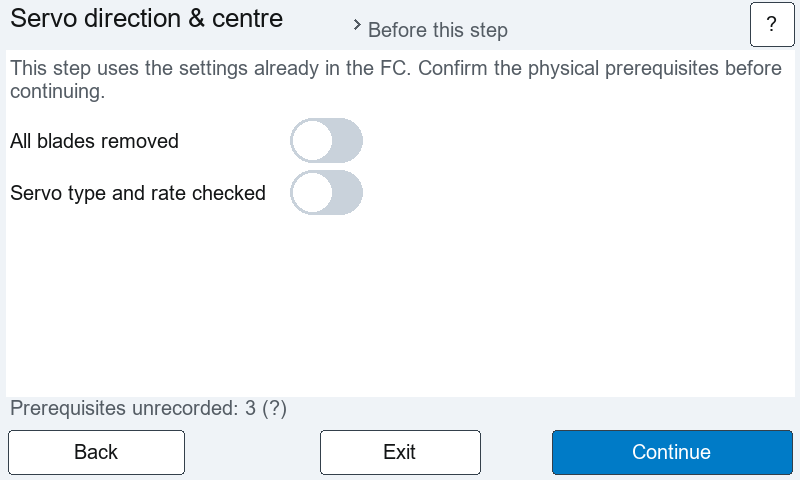 Servo direction & centre
> Before this step
?
This step uses the settings already in the FC. Confirm the physical prerequisites before
continuing.
All blades removed
Servo type and rate checked
Prerequisites unrecorded: 3 (?)
Back
Exit
Continue